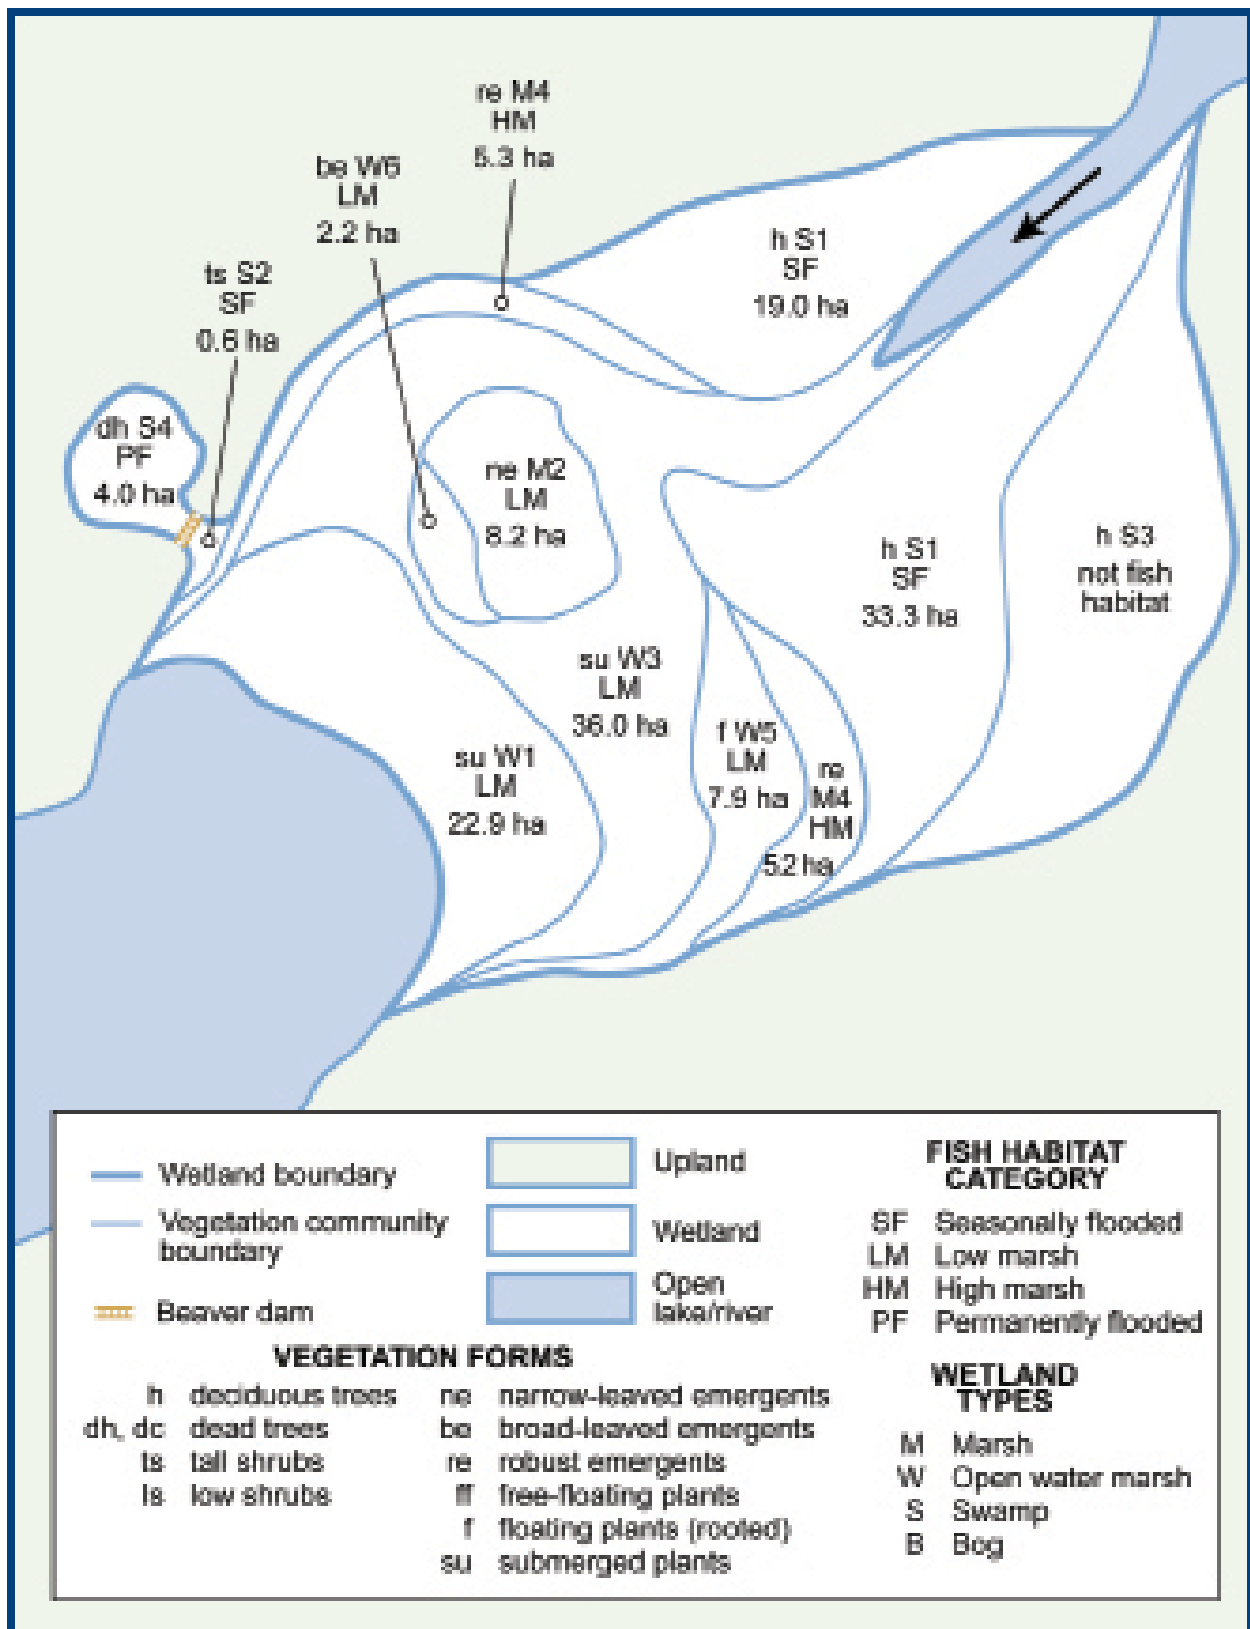 re M4
HM
5.3 ha
be W6
LM
2.2 ha
ts S2
SF
0.6 ha
h S1
SF
19.0 ha
dh S4
PF
4.0 ha
ne M2
LM
8.2 ha
h S1
SF
33.3 ha
h S3
not fish
habitat
su W3
LM
36.0 ha
f W5
LM
7.9 ha
re
M4
HM
5.2 ha
su W1
LM
22.9 ha
Wetland boundary
Vegetation community
boundary
Beaver dam
Upland
Wetland
Open
lake/river
FISH HABITAT
CATEGORY
SF Seasonally flooded
LM Low marsh
HM High marsh
PF Permanently flooded
VEGETATION FORMS
h deciduous trees
dh, dc dead trees
ts tall shrubs
ls low shrubs
ne narrow-leaved emergents
be broad-leaved emergents
re robust emergents
ff free-floating plants
f floating plants (rooted)
su submerged plants
WETLAND
TYPES
M Marsh
W Open water marsh
S Swamp
B Bog